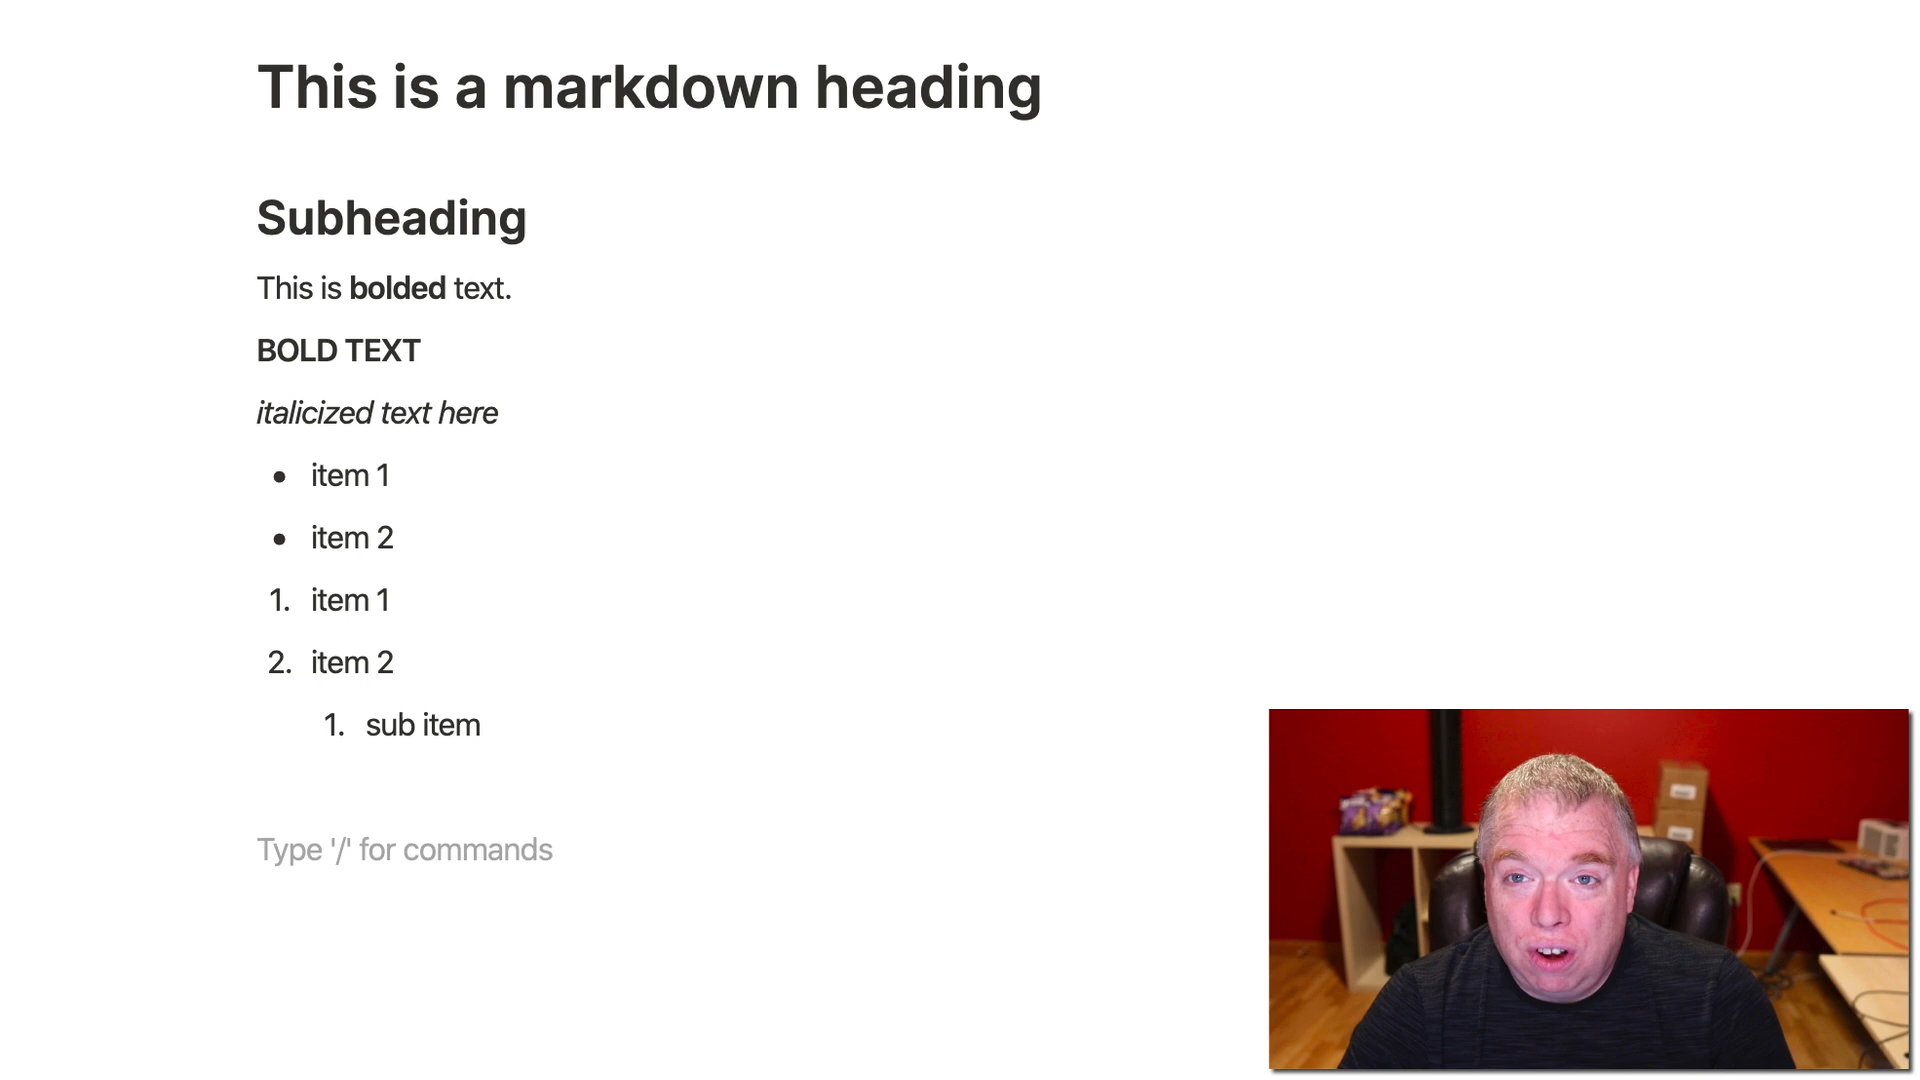 This is a markdown heading
Subheading
This is bolded text.
BOLD TEXT
italicized text here
• item 1
• item 2
1. item 1
2. item 2
1. sub item
Type '/' for commands